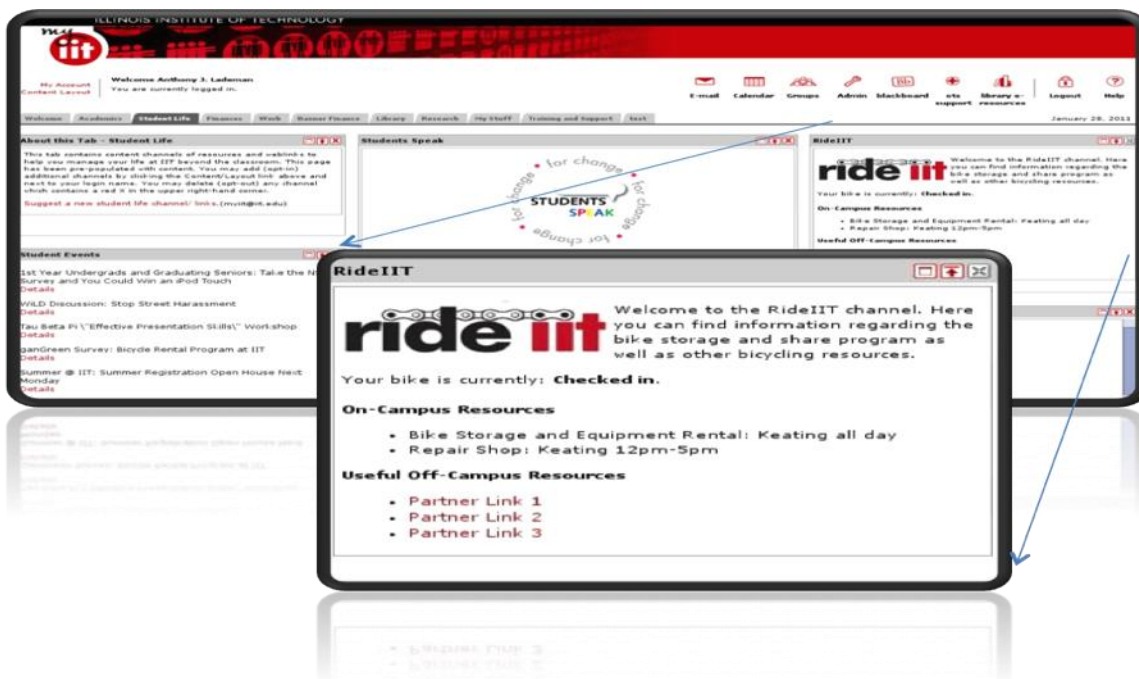 ILLINOIS INSTITUTE OF TECHNOLOGY
my
iit
My Account
Content Layout
Welcome Anthony J. Lademan
You are currently logged in.
E-mail
Calendar
Groups
Admin
blackboard
ots support
library e-resources
Logout
Help
Welcome
Academics
Student Life
Finances
Work
Banner Finance
Library
Research
My Stuff
Training and Support
test
January 28, 2011
About this Tab - Student Life
This tab contains content channels of resources and weblinks to
help you manage your life at IIT beyond the classroom. This page
has been pre-populated with content. You may add (opt-in)
additional channels by clicking the Content/Layout link above and
next to your login name. You may delete (opt-out) any channel
which contains a red X in the upper right-hand corner.
Suggest a new student life channel/ links.(myiit@iit.edu)
Students Speak
for change
for change
for change
for change
STUDENTS
SPEAK
RideIIT
ride iit
Welcome to the RideIIT channel. Here
you can find information regarding the
bike storage and share program as
well as other bicycling resources.
Your bike is currently: Checked in.
On-Campus Resources
• Bike Storage and Equipment Rental: Keating all day
• Repair Shop: Keating 12pm-5pm
Useful Off-Campus Resources
Student Events
1st Year Undergrads and Graduating Seniors: Take the
Survey and You Could Win an iPod Touch
Details
WiLD Discussion: Stop Street Harassment
Details
Tau Beta Pi \"Effective Presentation Skills\" Workshop
Details
ganGreen Survey: Bicycle Rental Program at IIT
Details
Summer @ IIT: Summer Registration Open House Next
Monday
Details
RideIIT
ride iit
Welcome to the RideIIT channel. Here
you can find information regarding the
bike storage and share program as
well as other bicycling resources.
Your bike is currently: Checked in.
On-Campus Resources
• Bike Storage and Equipment Rental: Keating all day
• Repair Shop: Keating 12pm-5pm
Useful Off-Campus Resources
• Partner Link 1
• Partner Link 2
• Partner Link 3